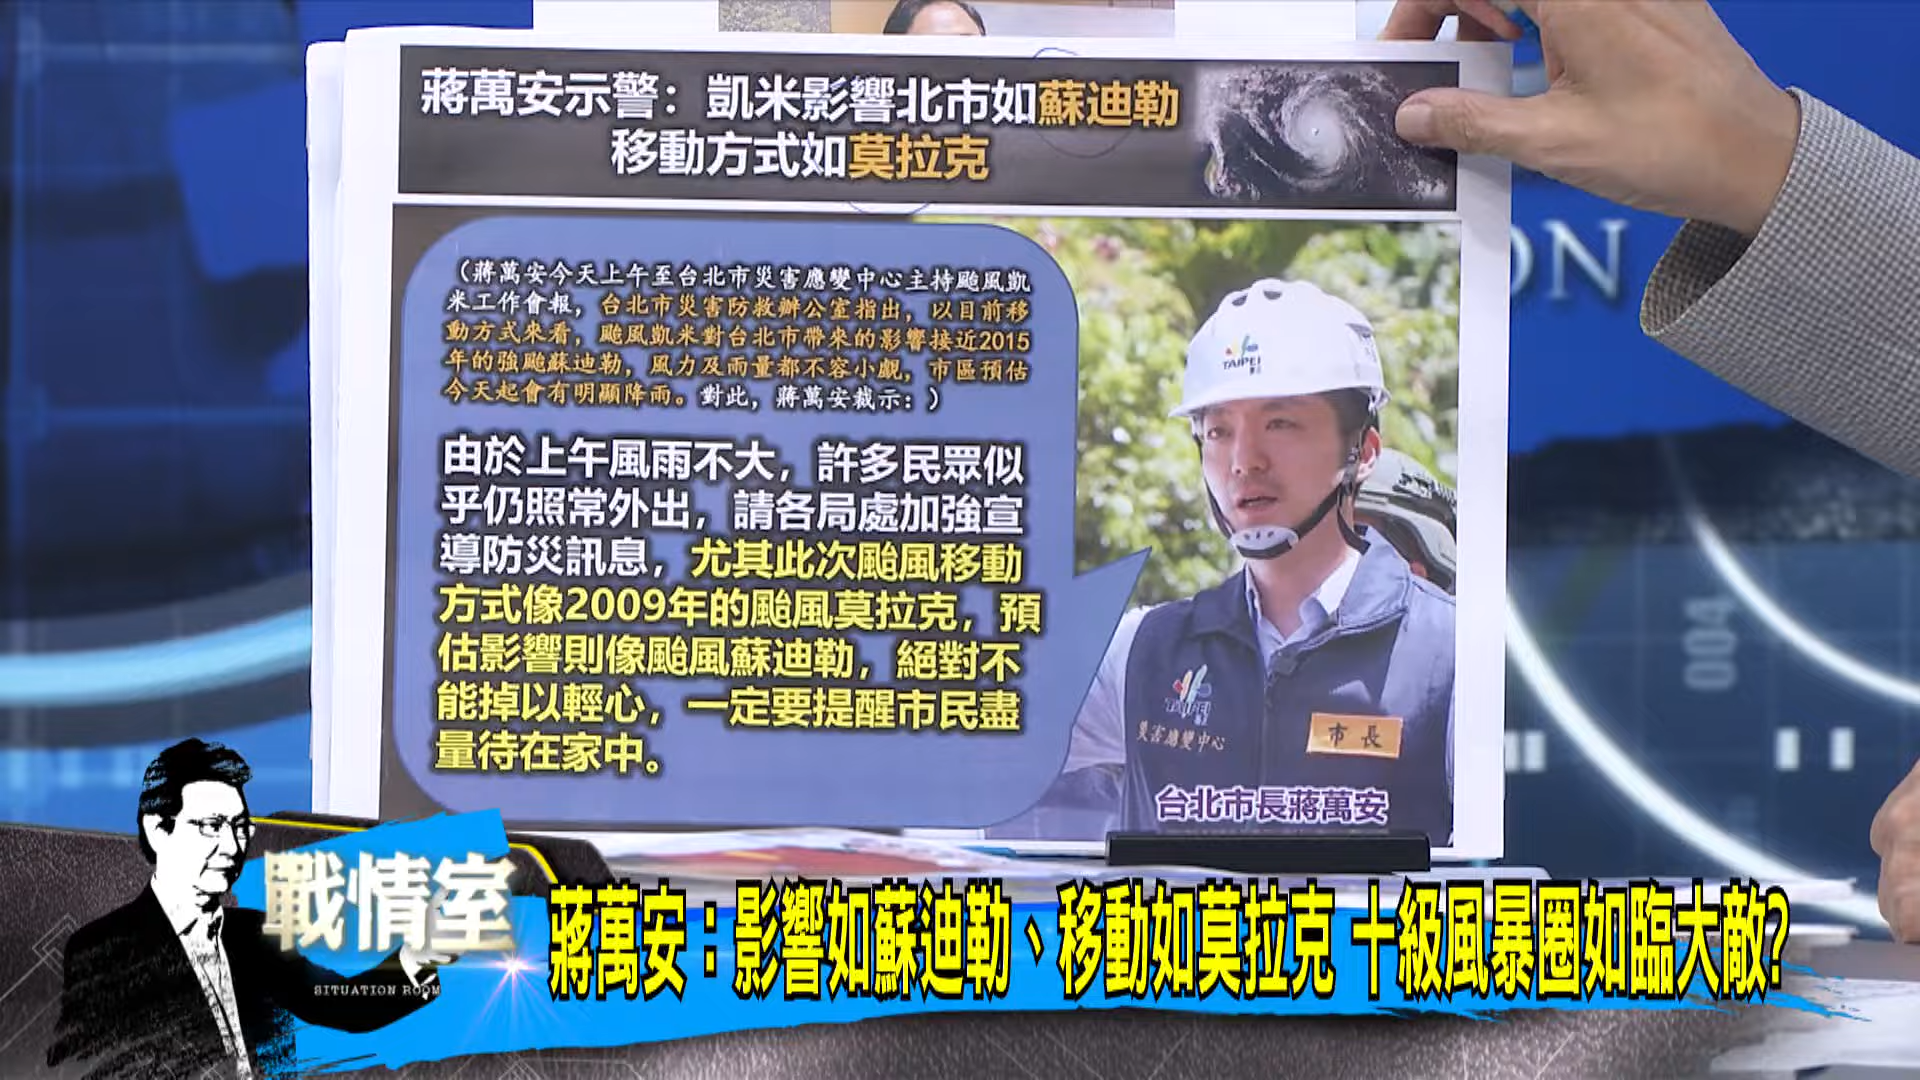 蔣萬安示警：凱米影響北市如蘇迪勒
移動方式如莫拉克
（蔣萬安今天上午至台北市災害應變中心主持颱風凱
米工作會報，台北市災害防救辦公室指出，以目前移
動方式來看，颱風凱米對台北市帶來的影響接近2015
年的強颱蘇迪勒，風力及雨量都不容小覷，市區預估
今天起會有明顯降雨。對此，蔣萬安裁示：）
由於上午風雨不大，許多民眾似
乎仍照常外出，請各局處加強宣
導防災訊息，尤其此次颱風移動
方式像2009年的颱風莫拉克，預
估影響則像颱風蘇迪勒，絕對不
能掉以輕心，一定要提醒市民盡
量待在家中。
TAIPEI
TAIPEI
災害應變中心
市長
台北市長蔣萬安
ON
004
戰情室
SITUATION ROOM
蔣萬安：影響如蘇迪勒、移動如莫拉克 十級風暴圈如臨大敵?